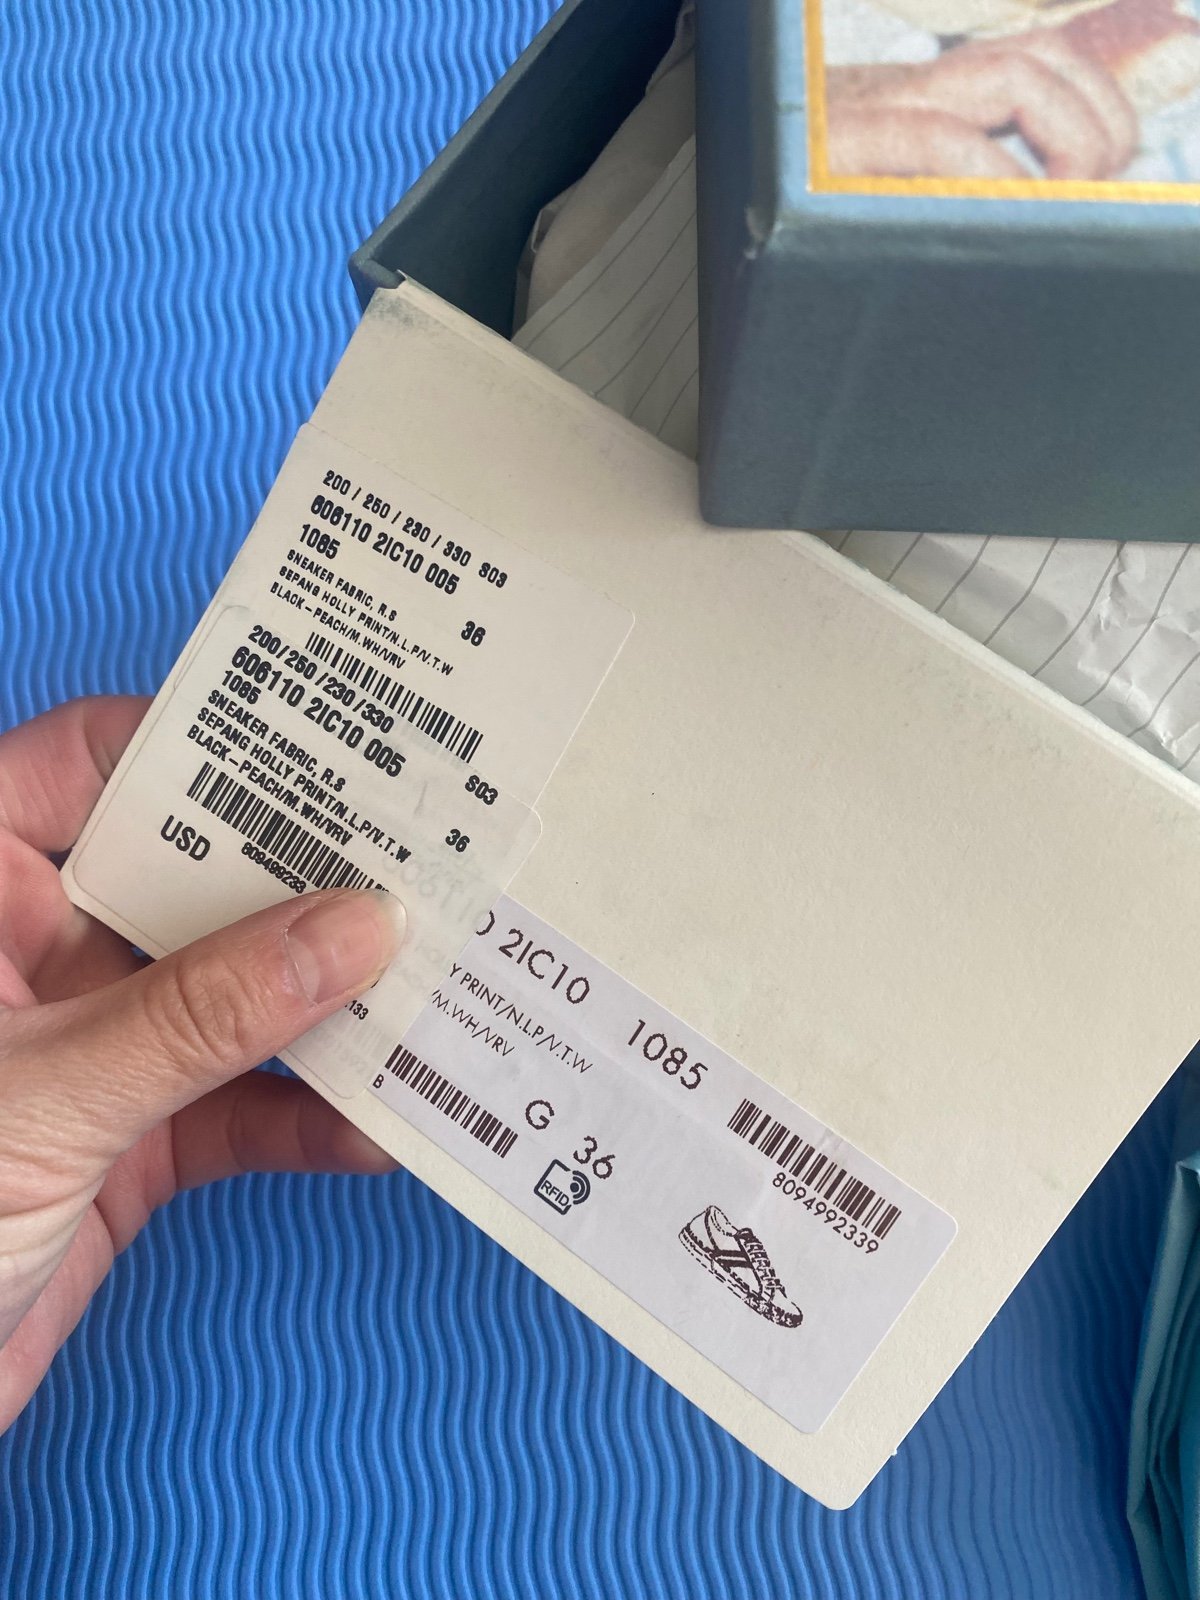 200 / 250 / 230 / 330 S03
606110 2IC10 005
1085 36
SNEAKER FABRIC, R.S
SEPANG HOLLY PRINT/N.L.P/V.T.W
BLACK-PEACH/M.WH/VRV
200/250/230/330 S03
606110 2IC10 005
1085 36
SNEAKER FABRIC, R.S
SEPANG HOLLY PRINT/N.L.P/V.T.W
BLACK-PEACH/M.WH/VRV
809499233
USD
.133
2IC10 1085
Y PRINT/N.L.P/V.T.W
/M.WH/VRV
B
G 36
RFID
8094992339